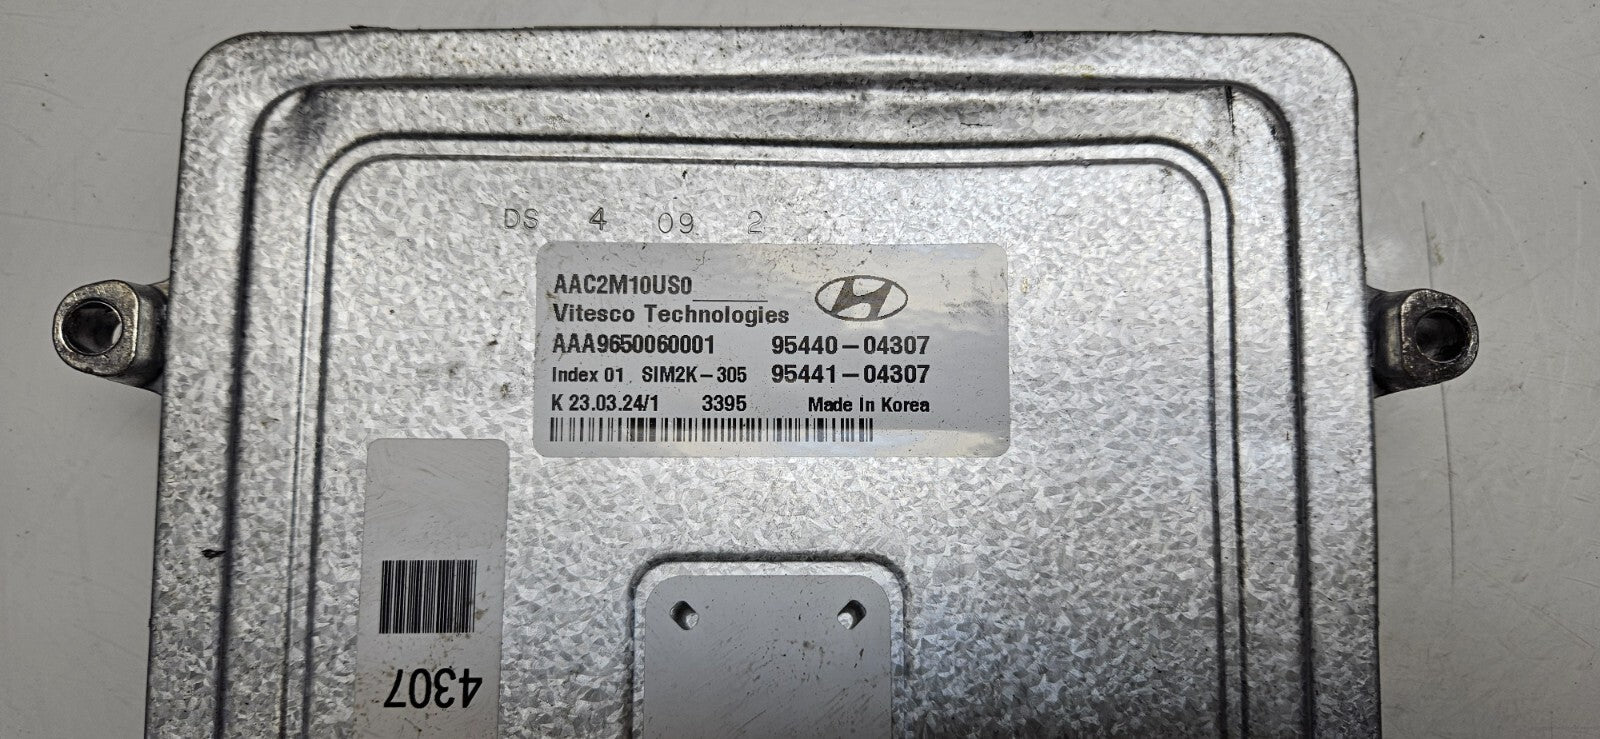 DS 4 09 2
AAC2M10US0
Vitesco Technologies
AAA9650060001 95440-04307
Index 01 SIM2K-305 95441-04307
K 23.03.24/1 3395 Made In Korea
4307